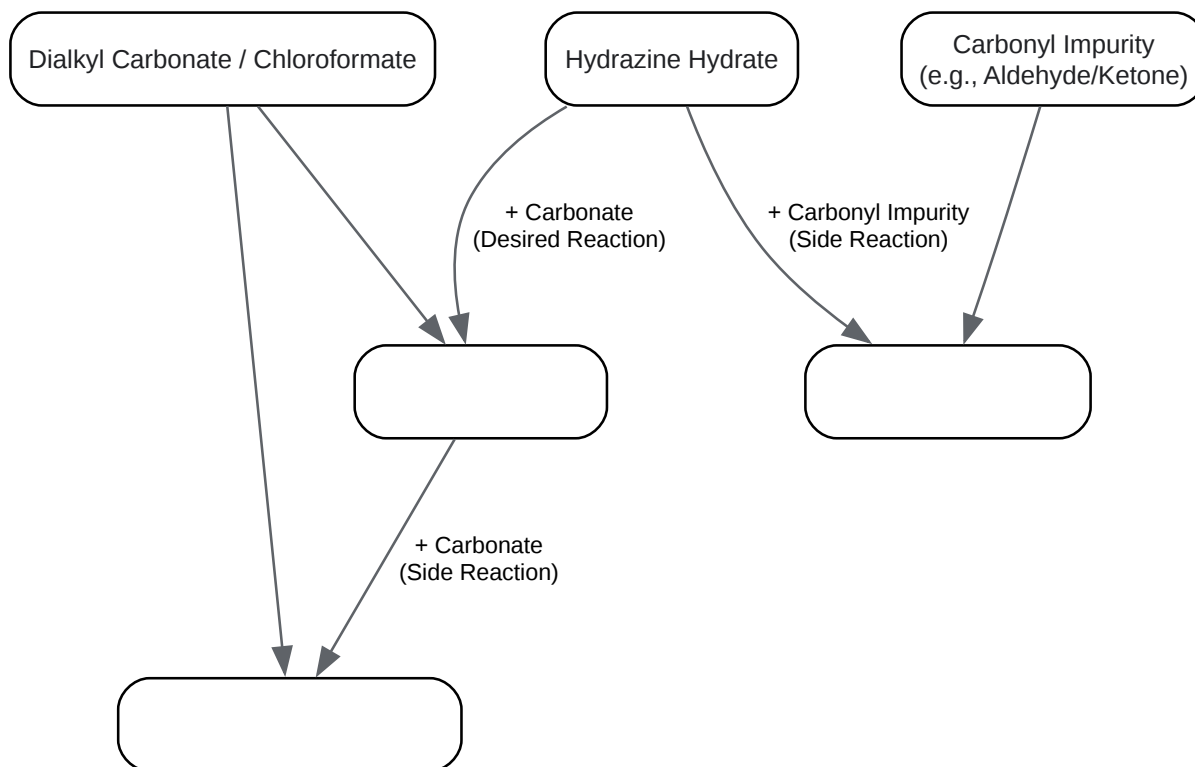 Dialkyl Carbonate / Chloroformate
Hydrazine Hydrate
Carbonyl Impurity
(e.g., Aldehyde/Ketone)
+ Carbonate
(Desired Reaction)
+ Carbonyl Impurity
(Side Reaction)
+ Carbonate
(Side Reaction)